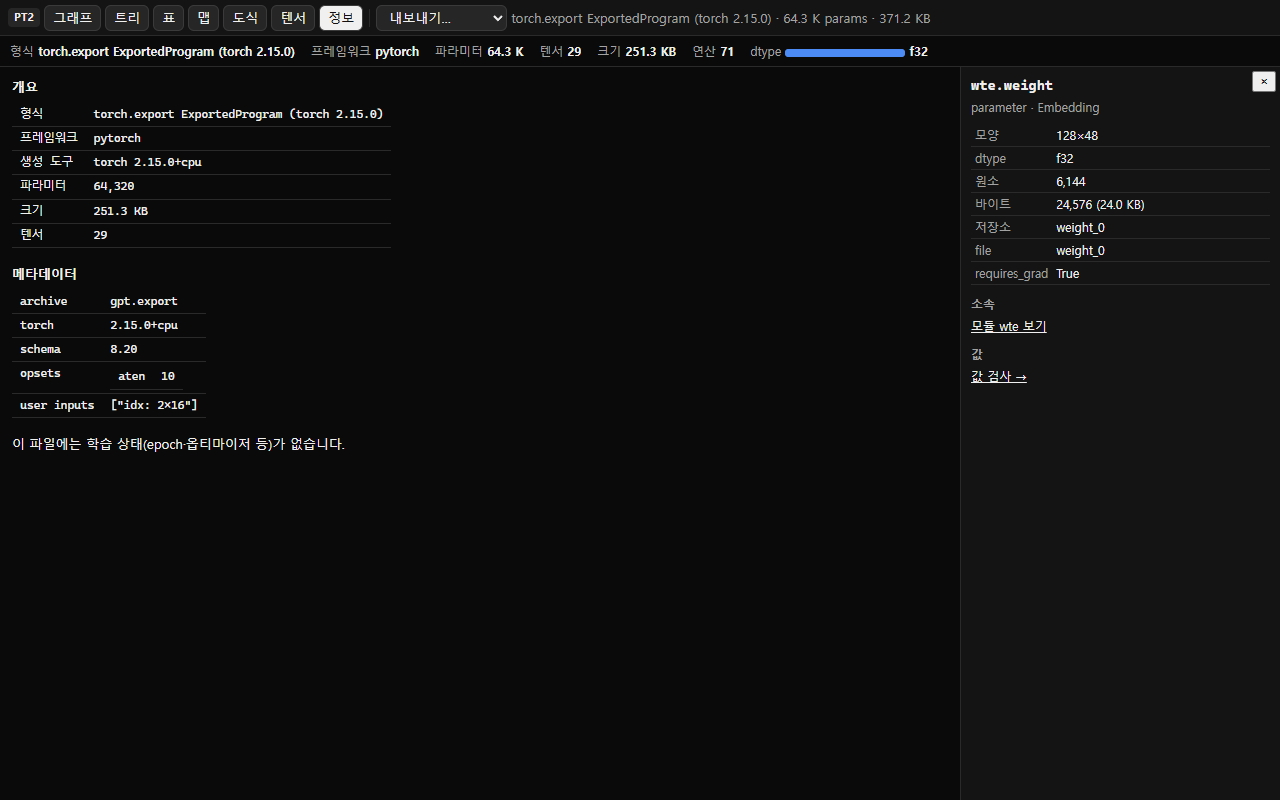 PT2 그래프 트리 표 맵 도식 텐서 정보 내보내기... torch.export ExportedProgram (torch 2.15.0) · 64.3 K params · 371.2 KB
형식 torch.export ExportedProgram (torch 2.15.0) 프레임워크 pytorch 파라미터 64.3 K 텐서 29 크기 251.3 KB 연산 71 dtype f32
개요
형식 torch.export ExportedProgram (torch 2.15.0)
프레임워크 pytorch
생성 도구 torch 2.15.0+cpu
파라미터 64,320
크기 251.3 KB
텐서 29
메타데이터
archive gpt.export
torch 2.15.0+cpu
schema 8.20
opsets aten 10
user inputs ["idx: 2×16"]
이 파일에는 학습 상태(epoch·옵티마이저 등)가 없습니다.
wte.weight ×
parameter · Embedding
모양 128×48
dtype f32
원소 6,144
바이트 24,576 (24.0 KB)
저장소 weight_0
file weight_0
requires_grad True
소속
모듈 wte 보기
값
값 검사 →